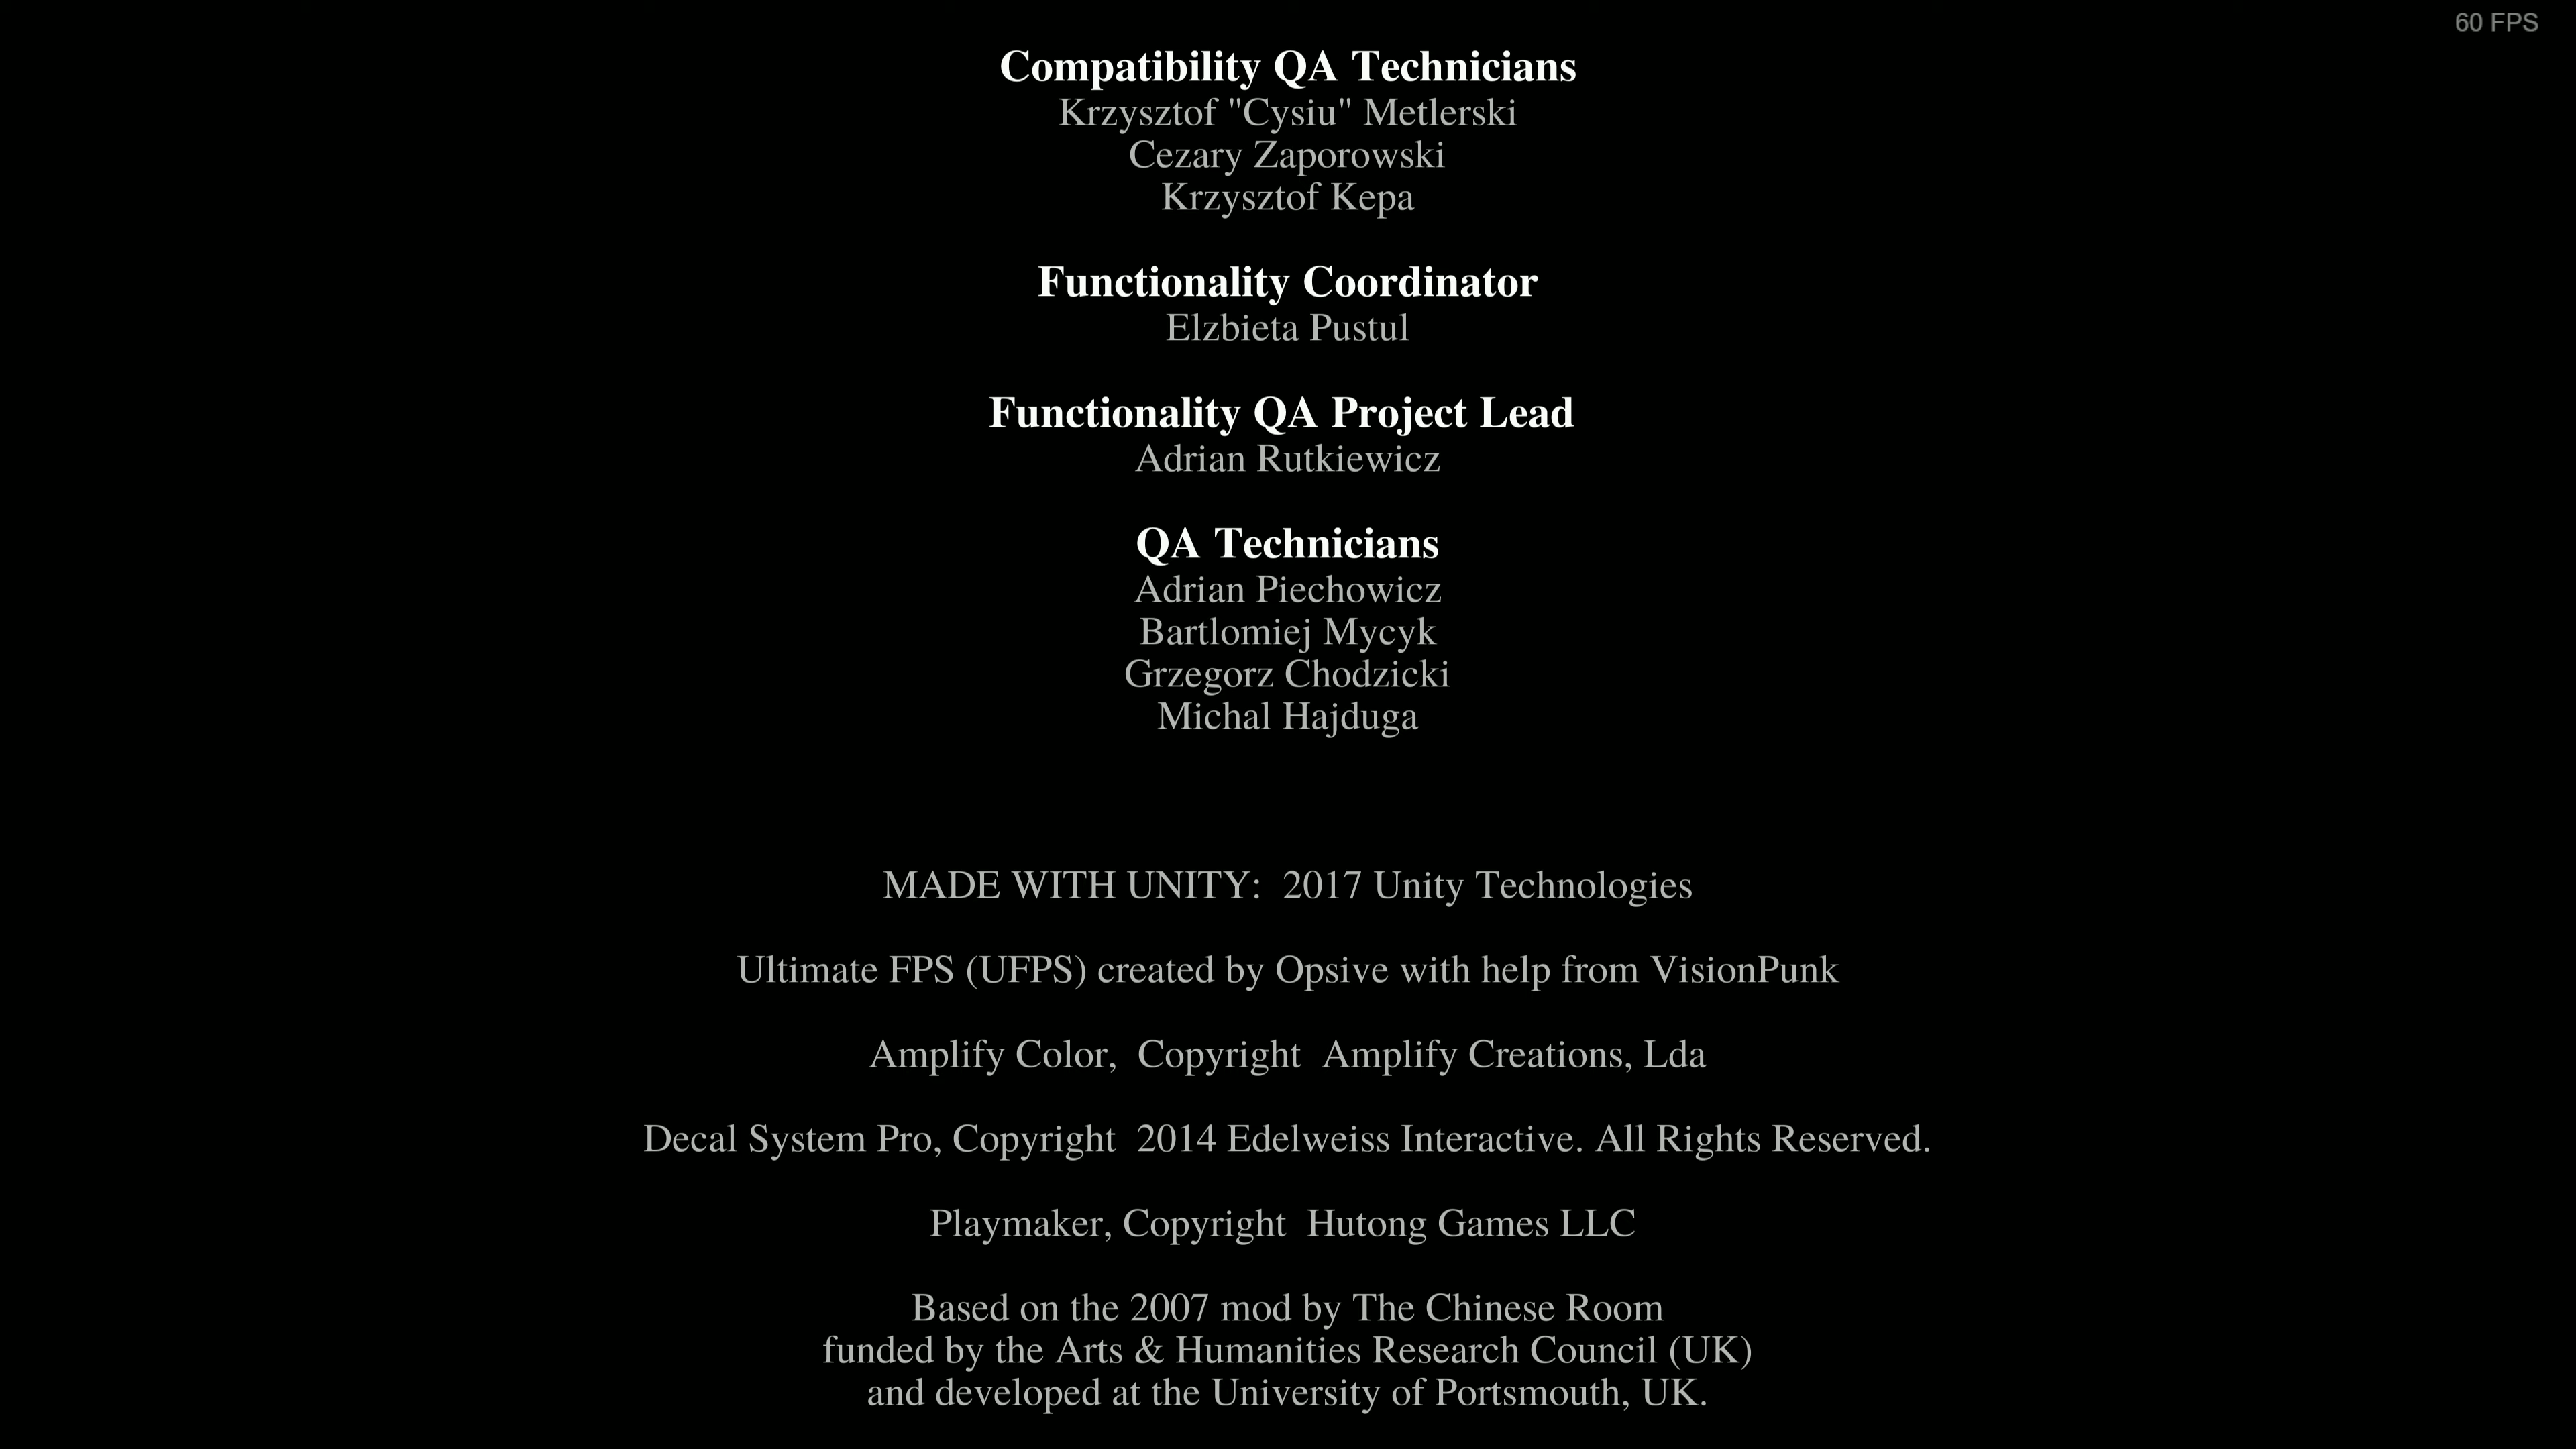 60 FPS
Compatibility QA Technicians
Krzysztof "Cysiu" Metlerski
Cezary Zaporowski
Krzysztof Kepa
Functionality Coordinator
Elzbieta Pustul
Functionality QA Project Lead
Adrian Rutkiewicz
QA Technicians
Adrian Piechowicz
Bartlomiej Mycyk
Grzegorz Chodzicki
Michal Hajduga
MADE WITH UNITY:  2017 Unity Technologies
Ultimate FPS (UFPS) created by Opsive with help from VisionPunk
Amplify Color,  Copyright  Amplify Creations, Lda
Decal System Pro, Copyright  2014 Edelweiss Interactive. All Rights Reserved.
Playmaker, Copyright  Hutong Games LLC
Based on the 2007 mod by The Chinese Room
funded by the Arts & Humanities Research Council (UK)
and developed at the University of Portsmouth, UK.